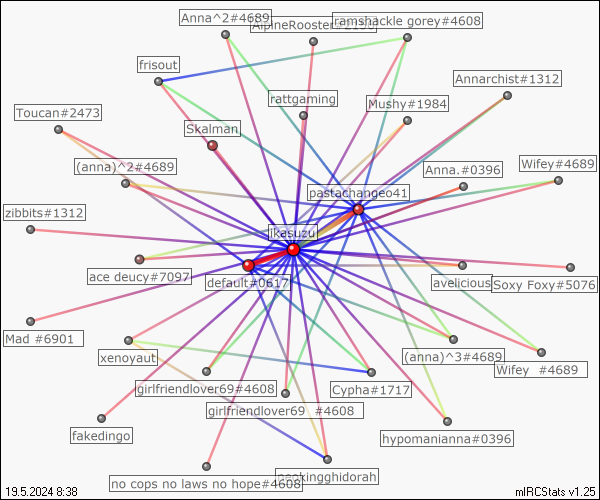 Anna^2#4689
ramshackle gorey#4608
frisout
Annarchist#1312
rattgaming
Mushy#1984
Toucan#2473
Skalman
(anna)^2#4689
Anna.#0396
Wifey#4689
pastachangeo41
zibbits#1312
ikasuzu
ace deucy#7097
default#0617
avelicious
Soxy Foxy#5076
Mad #6901
xenoyaut
(anna)^3#4689
Wifey  #4689
girlfriendlover69#4608
Cypha#1717
girlfriendlover69  #4608
fakedingo
hypomanianna#0396
no cops no laws no hope#4608
neokingghidorah
19.5.2024 8:38
mIRCStats v1.25